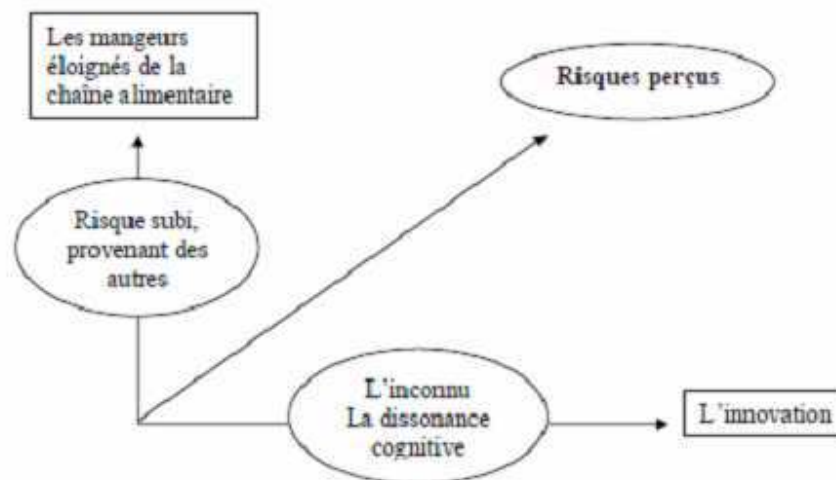 Les mangeurs
éloignés de la
chaîne alimentaire
Risques perçus
Risque subi,
provenant des
autres
L'inconnu
La dissonance
cognitive
L'innovation